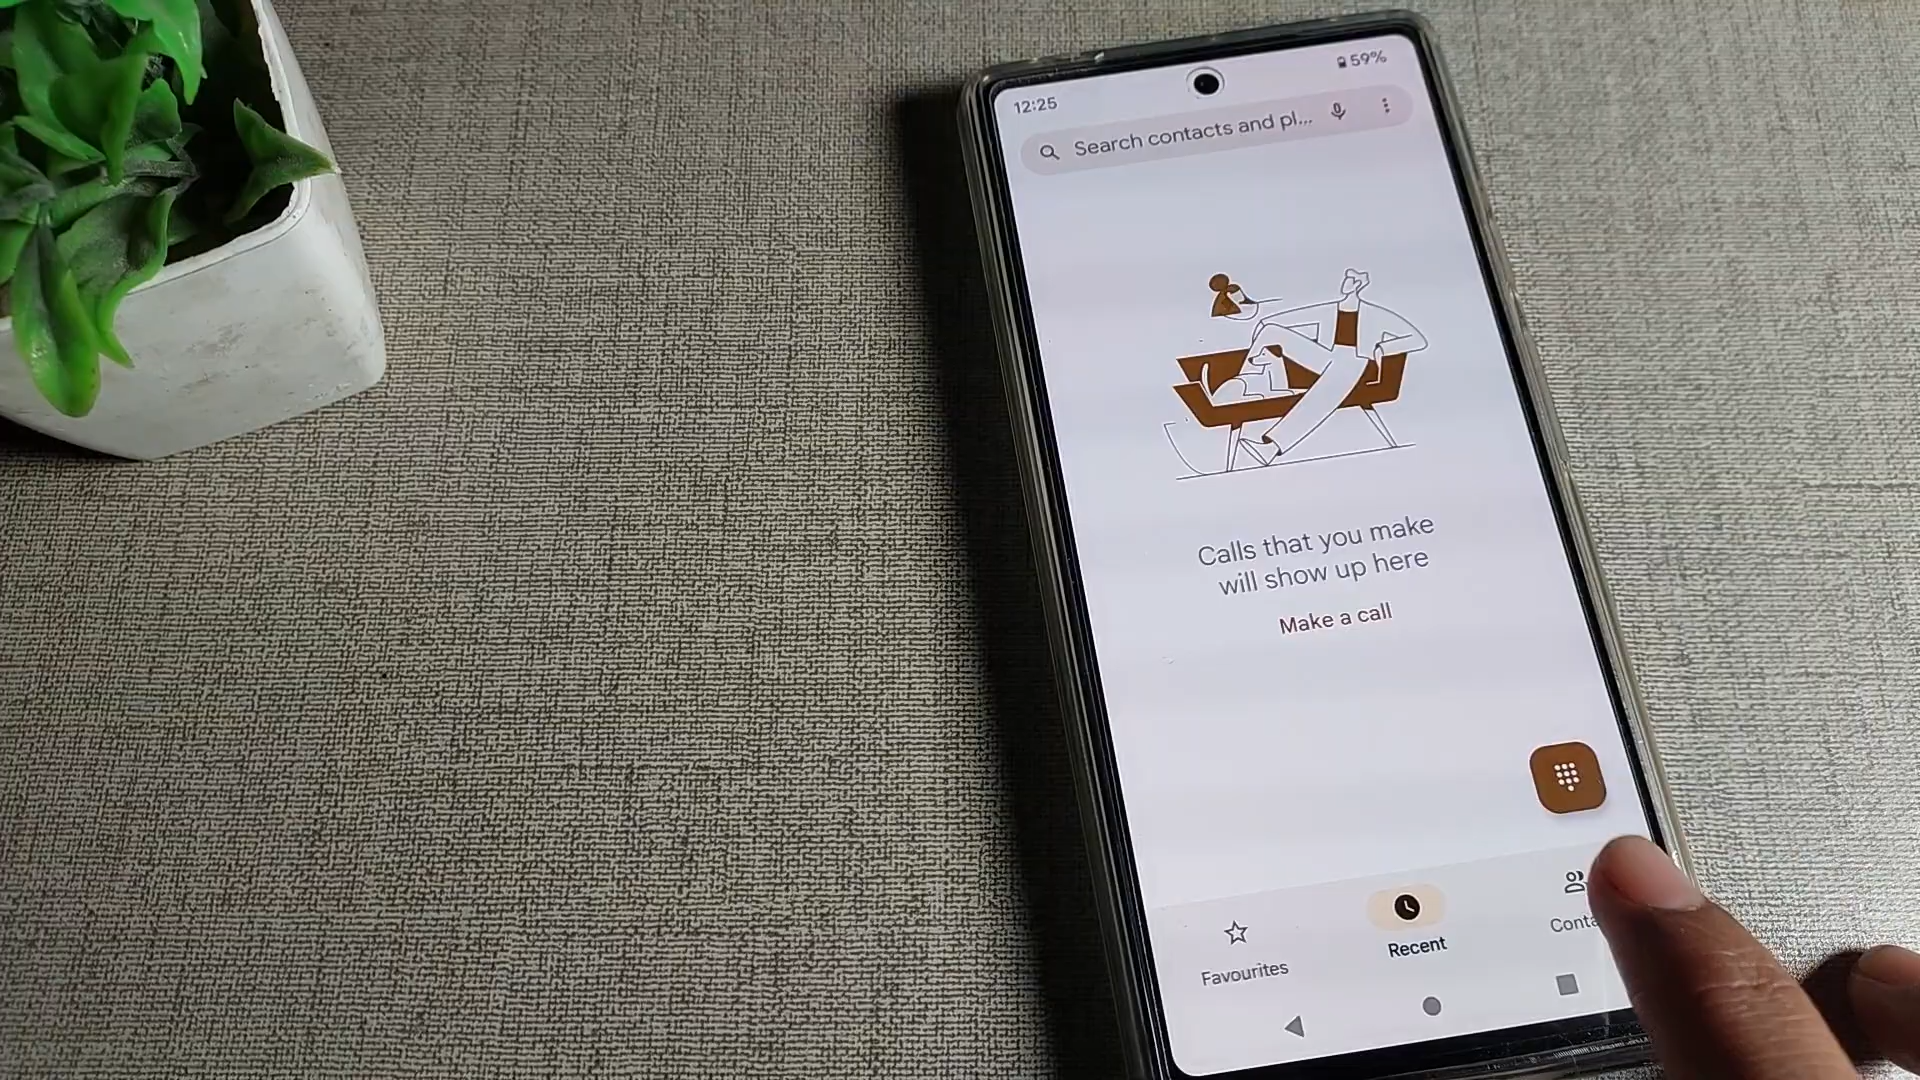 12:25
59%
Search contacts and pl...
Calls that you make
will show up here
Make a call
Favourites
Recent
Conta